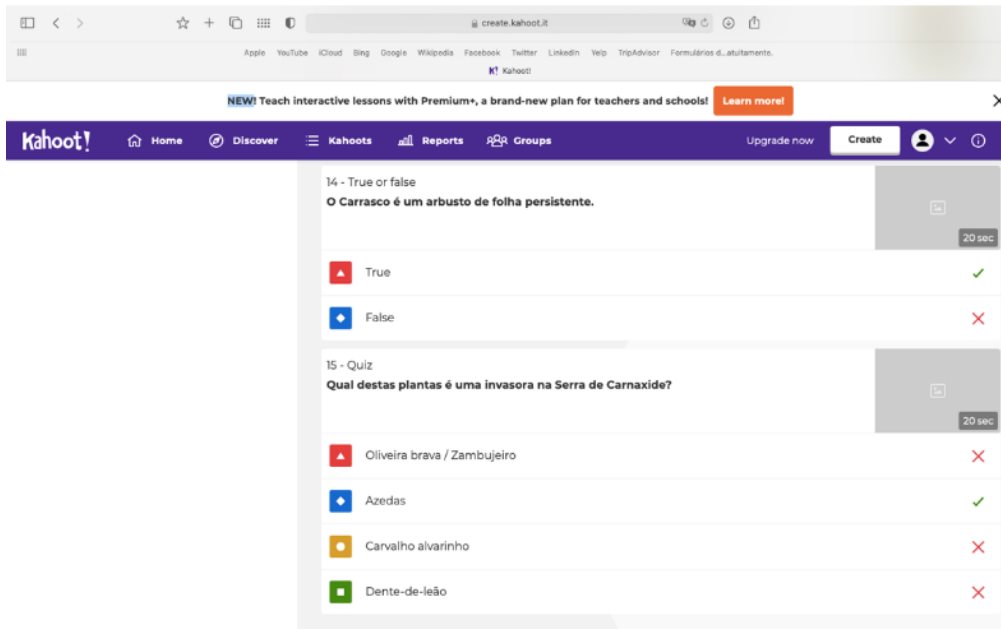 create.kahoot.it
Apple YouTube iCloud Bing Google Wikipedia Facebook Twitter LinkedIn Yelp TripAdvisor Formulários d...atuitamente.
K! Kahoot!
NEW! Teach interactive lessons with Premium+, a brand-new plan for teachers and schools! Learn more!
Kahoot! Home Discover Kahoots Reports Groups Upgrade now Create
14 - True or false
O Carrasco é um arbusto de folha persistente.
20 sec
True
False
15 - Quiz
Qual destas plantas é uma invasora na Serra de Carnaxide?
20 sec
Oliveira brava / Zambujeiro
Azedas
Carvalho alvarinho
Dente-de-leão